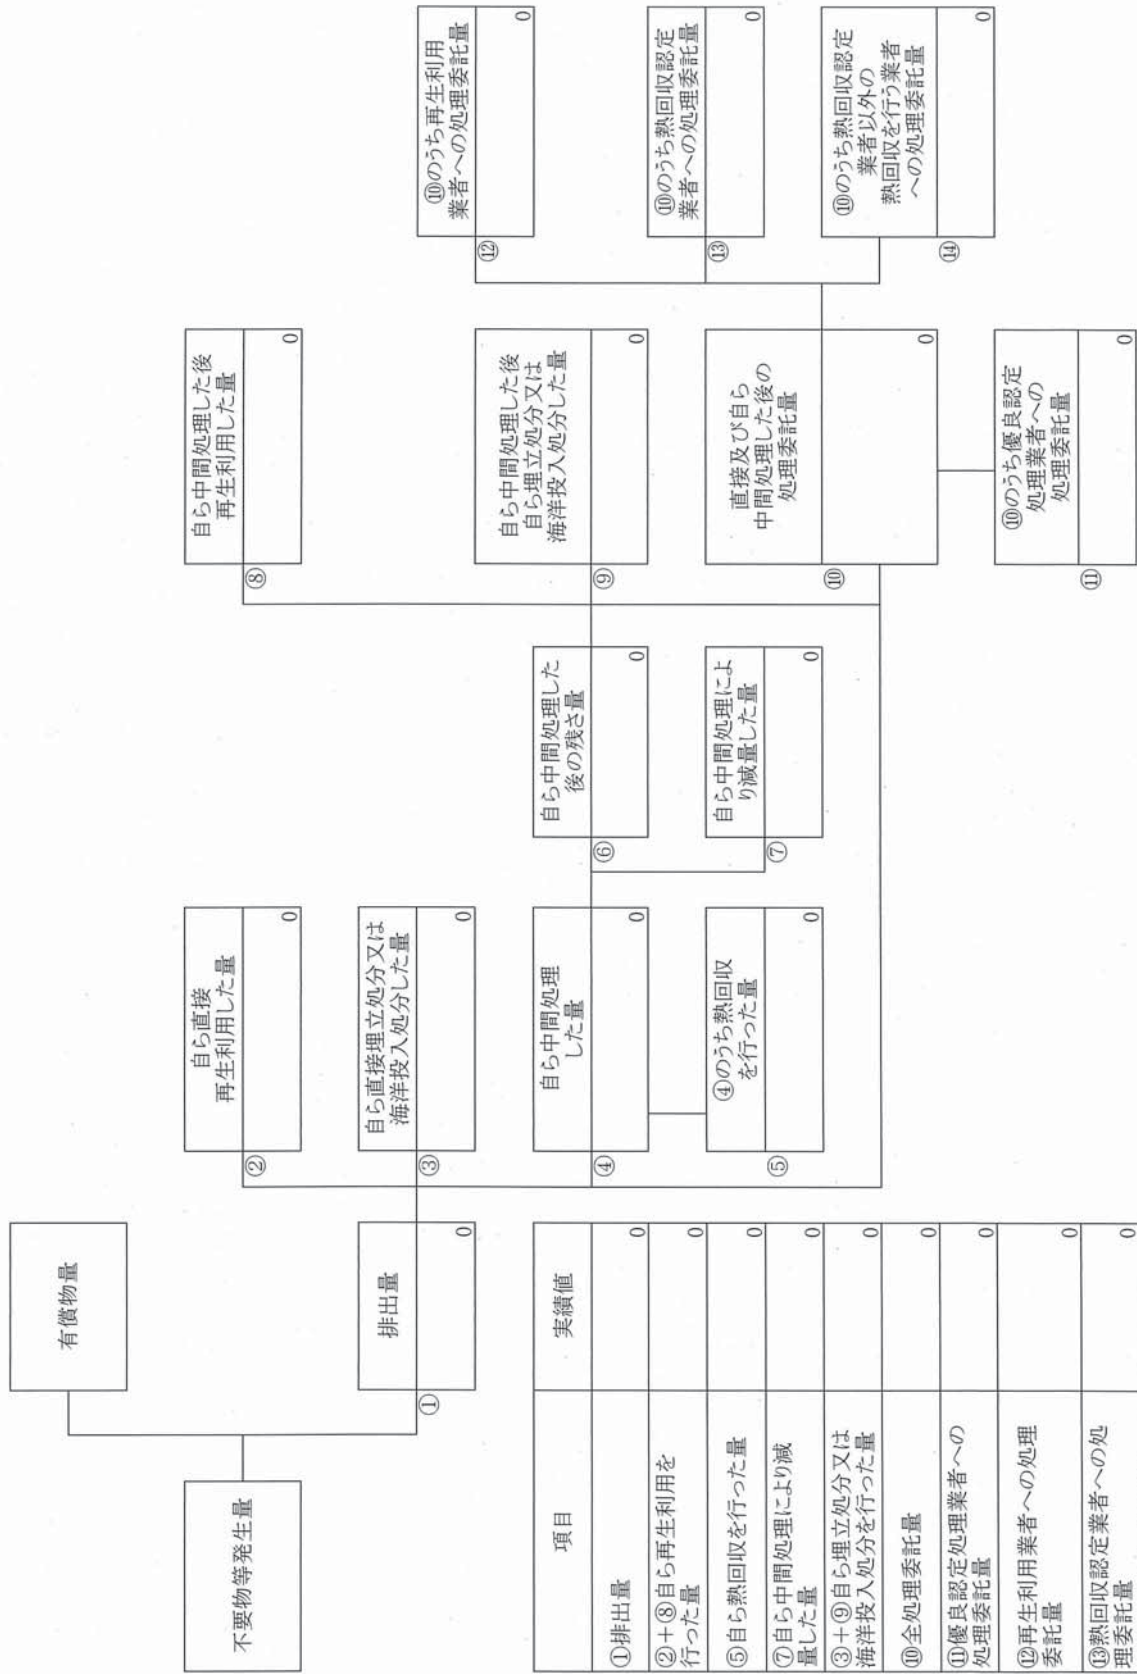 有償物量
不要物等発生量
排出量
①
0
自ら直接
再生利用した量
②
0
自ら直接埋立処分又は
海洋投入処分した量
③
0
自ら中間処理
した量
④
0
④のうち熱回収
を行った量
⑤
0
自ら中間処理した
後の残さ量
⑥
0
自ら中間処理によ
り減量した量
⑦
0
自ら中間処理した後
再生利用した量
⑧
0
自ら中間処理した後
自ら埋立処分又は
海洋投入処分した量
⑨
0
直接及び自ら
中間処理した後の
処理委託量
⑩
0
⑩のうち優良認定
処理業者への
処理委託量
⑪
0
⑩のうち再生利用
業者への処理委託量
⑫
0
⑩のうち熱回収認定
業者への処理委託量
⑬
0
⑩のうち熱回収認定
業者以外の
熱回収を行う業者
への処理委託量
⑭
0
項目 実績値
①排出量 0
②+⑧自ら再生利用を
行った量 0
⑤自ら熱回収を行った量 0
⑦自ら中間処理により減
量した量 0
③+⑨自ら埋立処分又は
海洋投入処分を行った量 0
⑩全処理委託量 0
⑪優良認定処理業者への
処理委託量 0
⑫再生利用業者への処理
委託量 0
⑬熱回収認定業者への処
理委託量 0